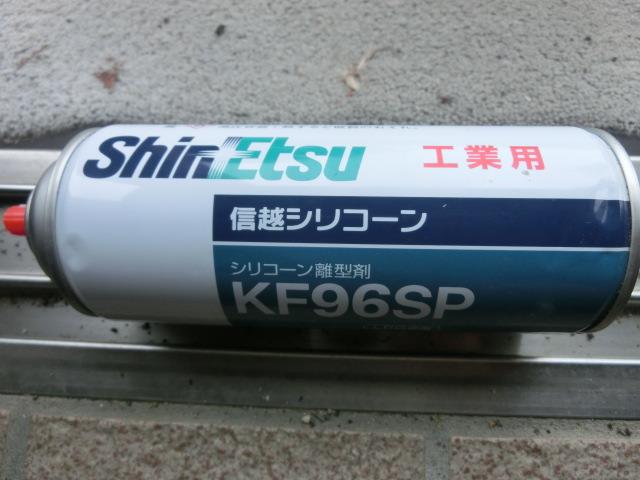 ShinEtsu
工業用
信越シリコーン
シリコーン離型剤
KF96SP